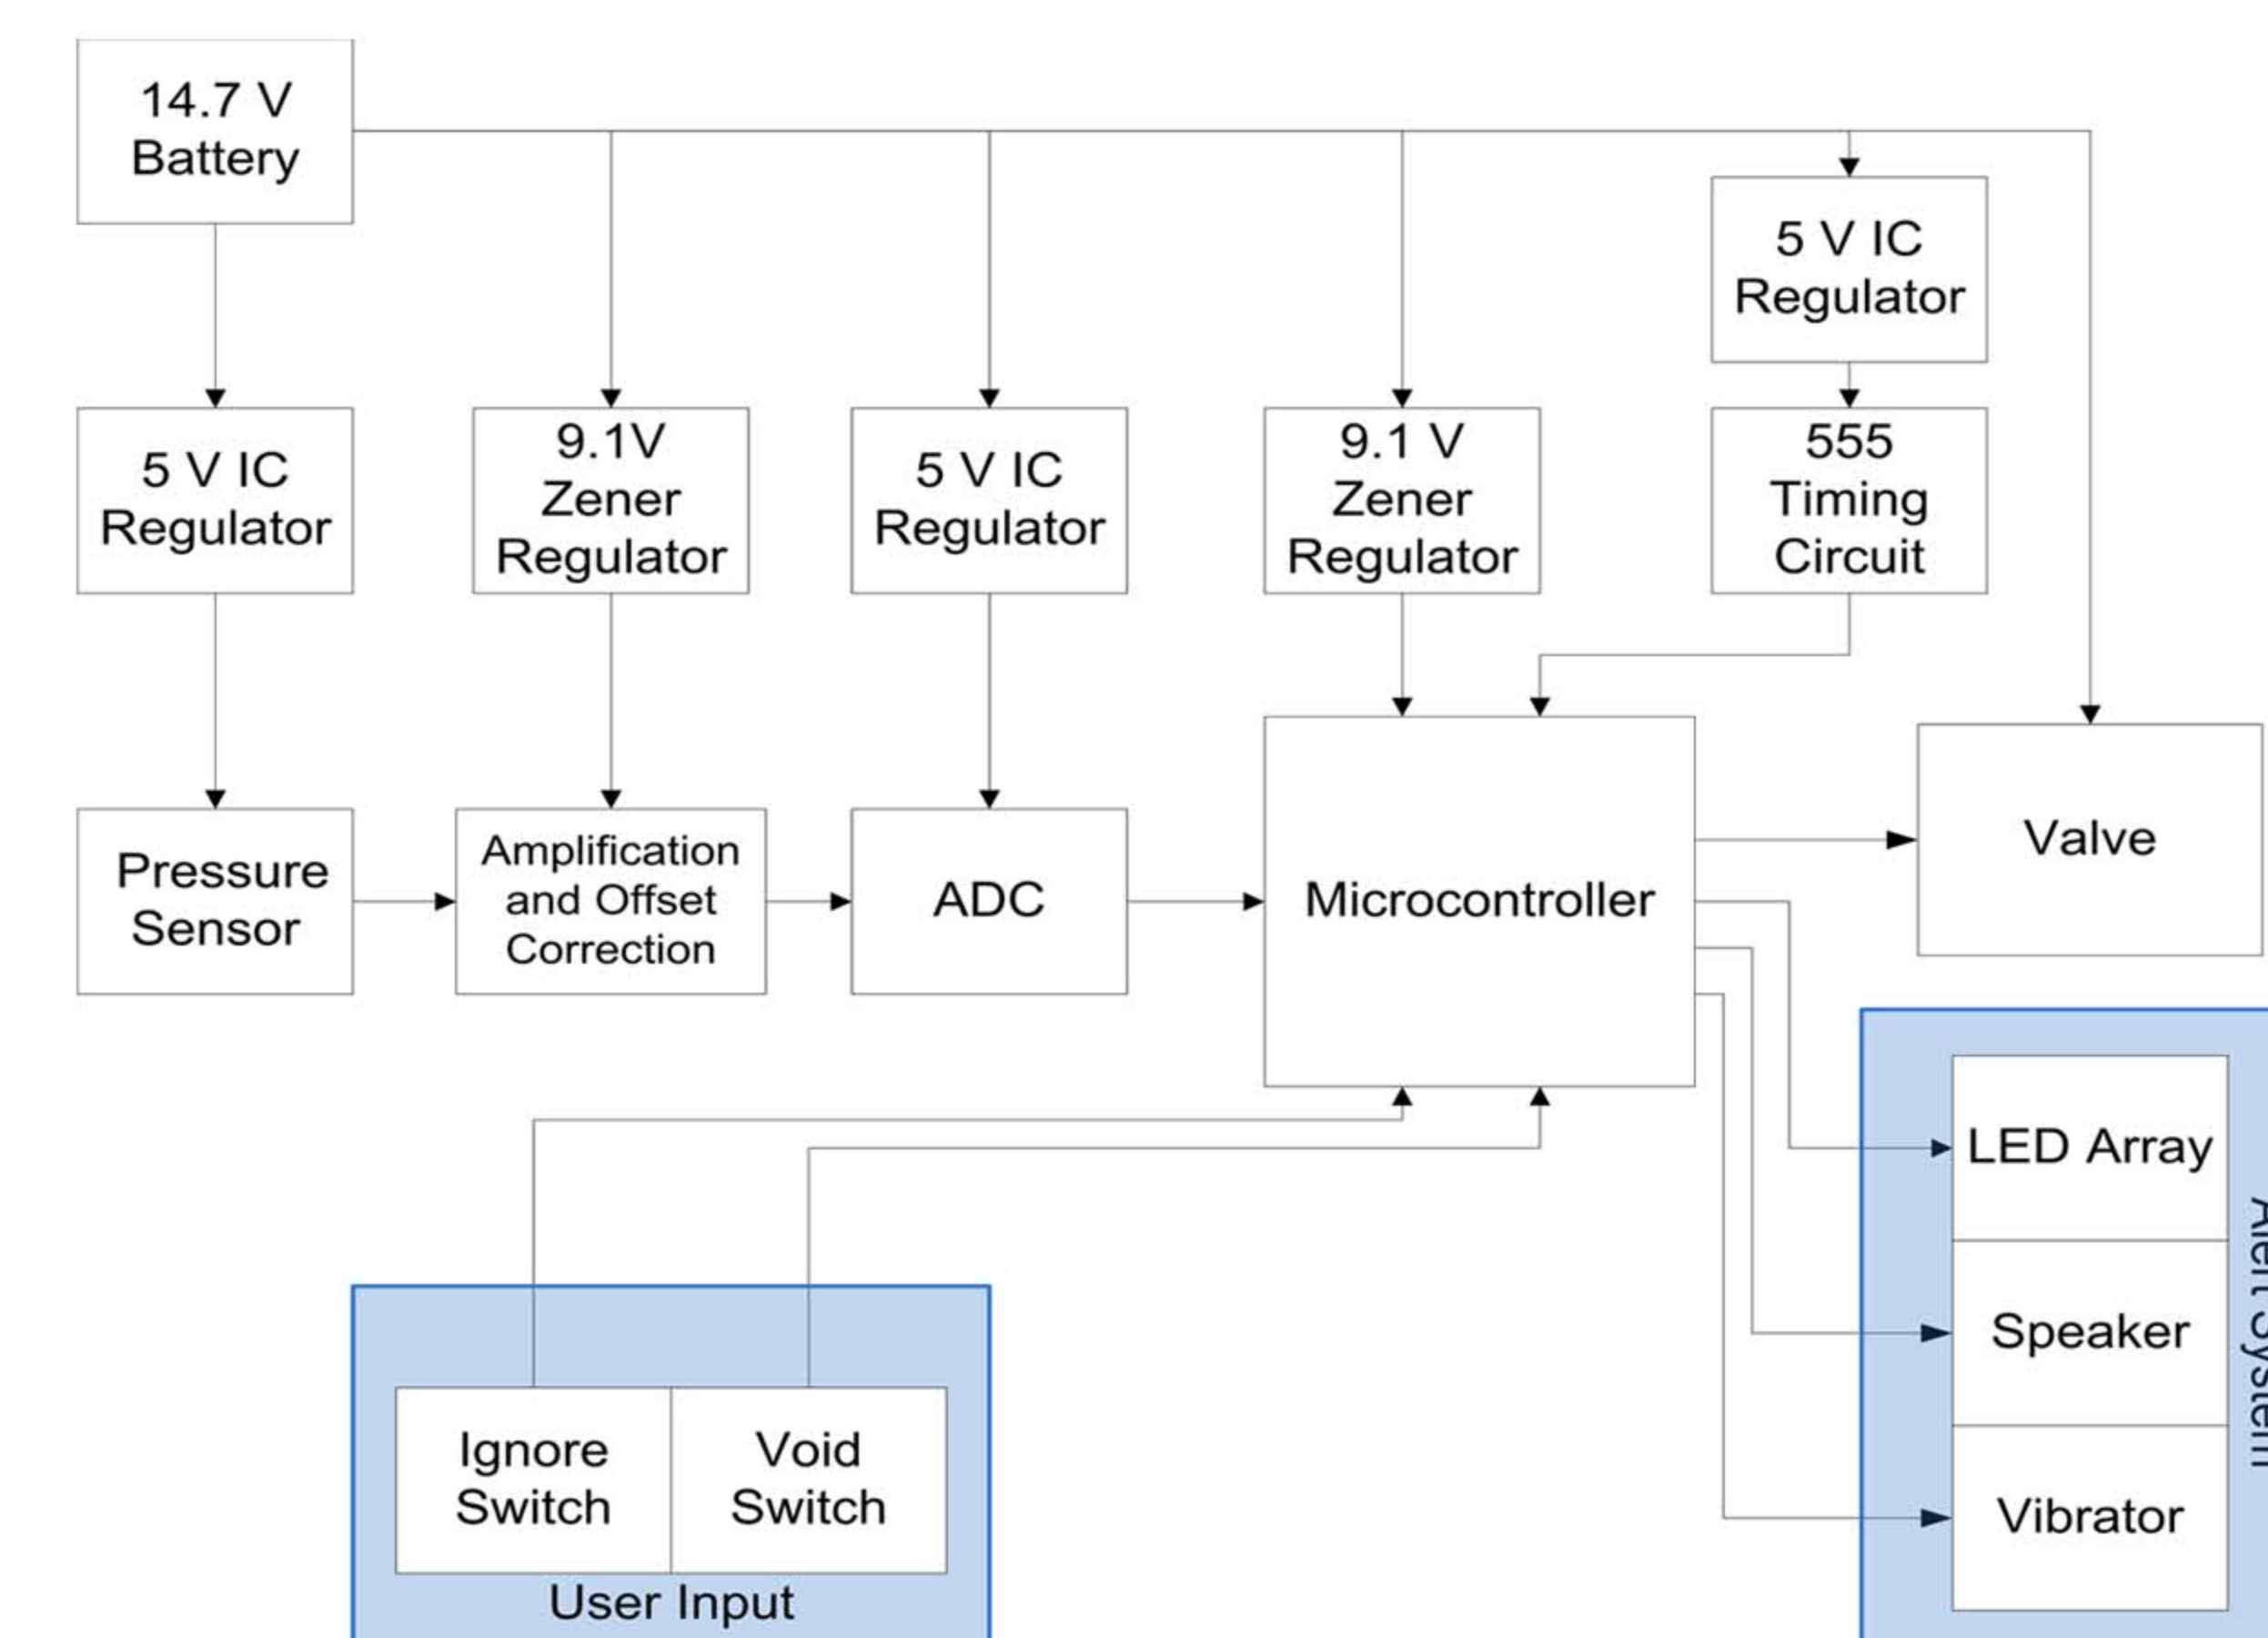 14.7 V
Battery
5 V IC
Regulator
5 V IC
Regulator
9.1V
Zener
Regulator
5 V IC
Regulator
9.1 V
Zener
Regulator
555
Timing
Circuit
Pressure
Sensor
Amplification
and Offset
Correction
ADC
Microcontroller
Valve
LED Array
Speaker
Vibrator
Alert System
Ignore
Switch
Void
Switch
User Input